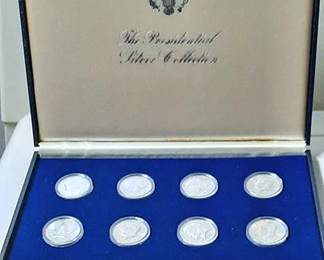 The Presidential
Silver Collection